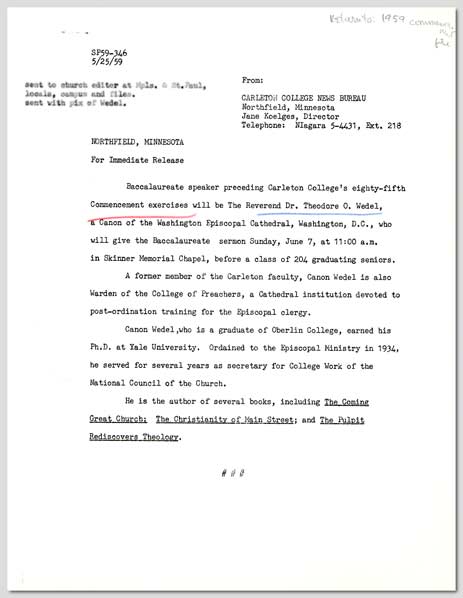 Return to: 1959 commence
file
SP59-346
5/25/59
sent to church editor at Mpls. & St.Paul,
locals, campus and files.
sent with pix of Wedel.
From:
CARLETON COLLEGE NEWS BUREAU
Northfield, Minnesota
Jane Koelges, Director
Telephone: NIagara 5-4431, Ext. 218
NORTHFIELD, MINNESOTA
For Immediate Release
Baccalaureate speaker preceding Carleton College's eighty-fifth
Commencement exercises will be The Reverend Dr. Theodore O. Wedel,
a Canon of the Washington Episcopal Cathedral, Washington, D.C., who
will give the Baccalaureate sermon Sunday, June 7, at 11:00 a.m.
in Skinner Memorial Chapel, before a class of 204 graduating seniors.
A former member of the Carleton faculty, Canon Wedel is also
Warden of the College of Preachers, a Cathedral institution devoted to
post-ordination training for the Episcopal clergy.
Canon Wedel,who is a graduate of Oberlin College, earned his
Ph.D. at Yale University. Ordained to the Episcopal Ministry in 1934,
he served for several years as secretary for College Work of the
National Council of the Church.
He is the author of several books, including The Coming
Great Church; The Christianity of Main Street; and The Pulpit
Rediscovers Theology.
# # #